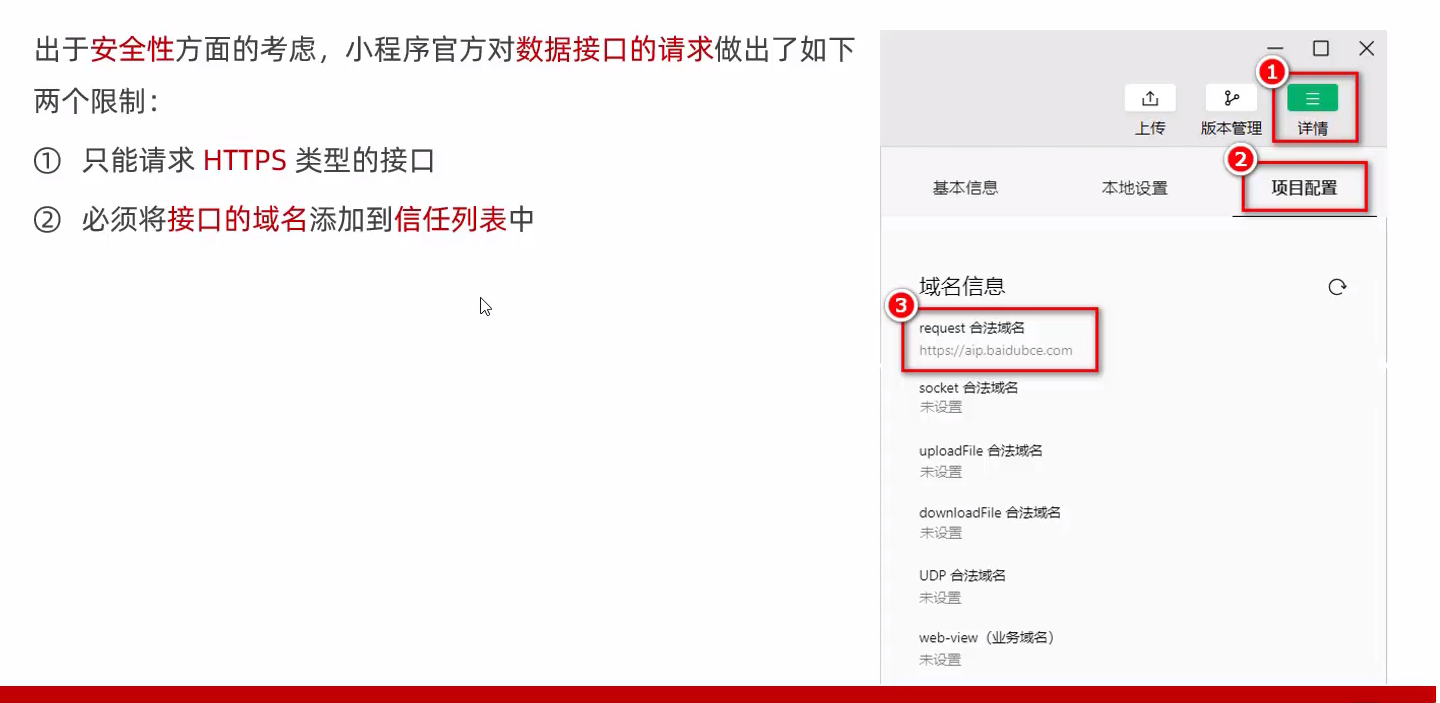 出于安全性方面的考虑，小程序官方对数据接口的请求做出了如下
两个限制：
① 只能请求 HTTPS 类型的接口
② 必须将接口的域名添加到信任列表中
1
上传 版本管理 详情
2
基本信息 本地设置 项目配置
域名信息
3
request 合法域名
https://aip.baidubce.com
socket 合法域名
未设置
uploadFile 合法域名
未设置
downloadFile 合法域名
未设置
UDP 合法域名
未设置
web-view（业务域名）
未设置